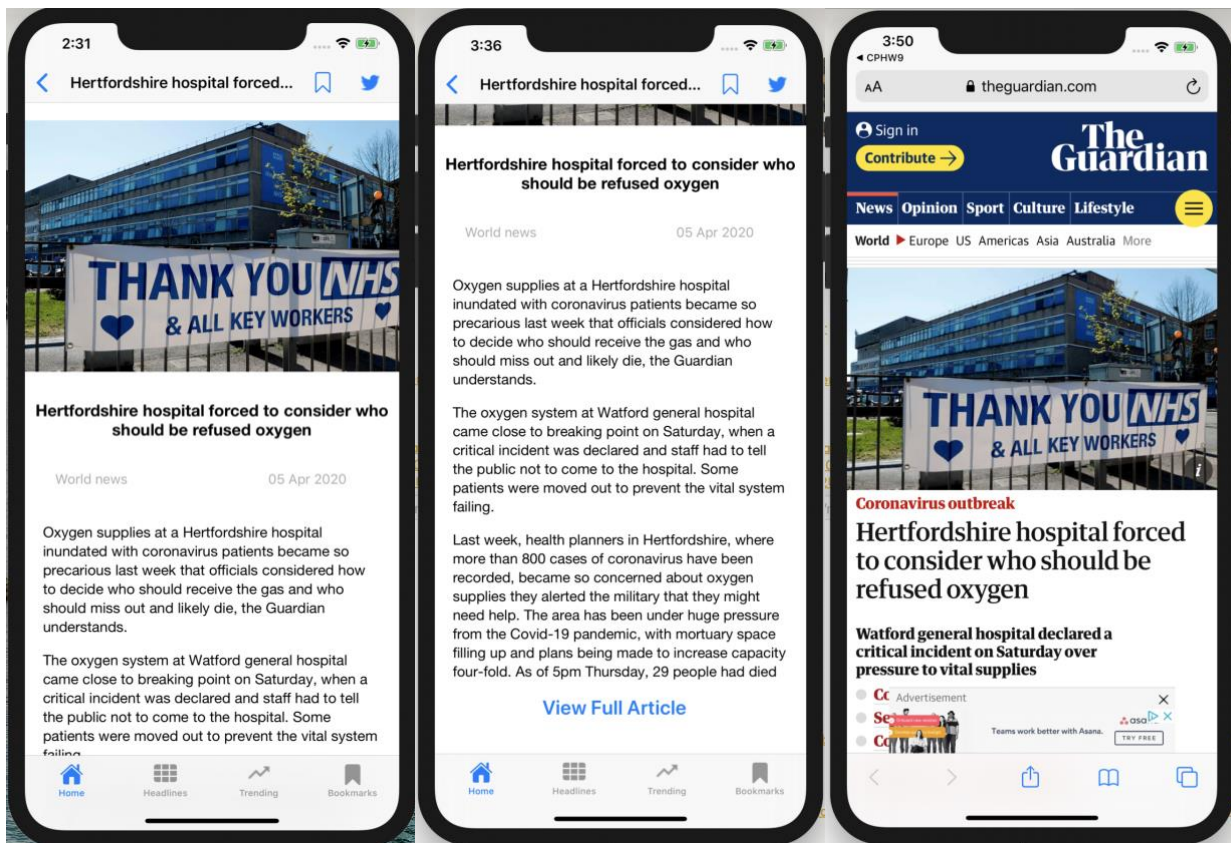 2:31
Hertfordshire hospital forced...
THANK YOU NHS
& ALL KEY WORKERS
Hertfordshire hospital forced to consider who
should be refused oxygen
World news 05 Apr 2020
Oxygen supplies at a Hertfordshire hospital
inundated with coronavirus patients became so
precarious last week that officials considered how
to decide who should receive the gas and who
should miss out and likely die, the Guardian
understands.
The oxygen system at Watford general hospital
came close to breaking point on Saturday, when a
critical incident was declared and staff had to tell
the public not to come to the hospital. Some
patients were moved out to prevent the vital system
failing.
Home Headlines Trending Bookmarks
3:36
Hertfordshire hospital forced...
Hertfordshire hospital forced to consider who
should be refused oxygen
World news 05 Apr 2020
Oxygen supplies at a Hertfordshire hospital
inundated with coronavirus patients became so
precarious last week that officials considered how
to decide who should receive the gas and who
should miss out and likely die, the Guardian
understands.
The oxygen system at Watford general hospital
came close to breaking point on Saturday, when a
critical incident was declared and staff had to tell
the public not to come to the hospital. Some
patients were moved out to prevent the vital system
failing.
Last week, health planners in Hertfordshire, where
more than 800 cases of coronavirus have been
recorded, became so concerned about oxygen
supplies they alerted the military that they might
need help. The area has been under huge pressure
from the Covid-19 pandemic, with mortuary space
filling up and plans being made to increase capacity
four-fold. As of 5pm Thursday, 29 people had died
View Full Article
Home Headlines Trending Bookmarks
3:50
CPHW9
AA theguardian.com
Sign in
Contribute
The
Guardian
News Opinion Sport Culture Lifestyle
World Europe US Americas Asia Australia More
THANK YOU NHS
& ALL KEY WORKERS
Coronavirus outbreak
Hertfordshire hospital forced
to consider who should be
refused oxygen
Watford general hospital declared a
critical incident on Saturday over
pressure to vital supplies
Advertisement
Teams work better with Asana.
TRY FREE